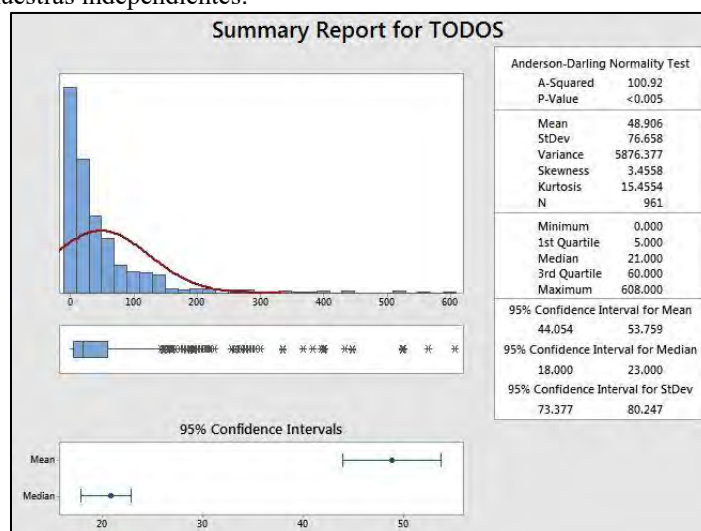 uestras independientes.
Summary Report for TODOS
Anderson-Darling Normality Test
A-Squared 100.92
P-Value <0.005
Mean 48.906
StDev 76.658
Variance 5876.377
Skewness 3.4558
Kurtosis 15.4554
N 961
Minimum 0.000
1st Quartile 5.000
Median 21.000
3rd Quartile 60.000
Maximum 608.000
95% Confidence Interval for Mean
44.054 53.759
95% Confidence Interval for Median
18.000 23.000
95% Confidence Interval for StDev
73.377 80.247
0 100 200 300 400 500 600
95% Confidence Intervals
Mean
Median
20 30 40 50